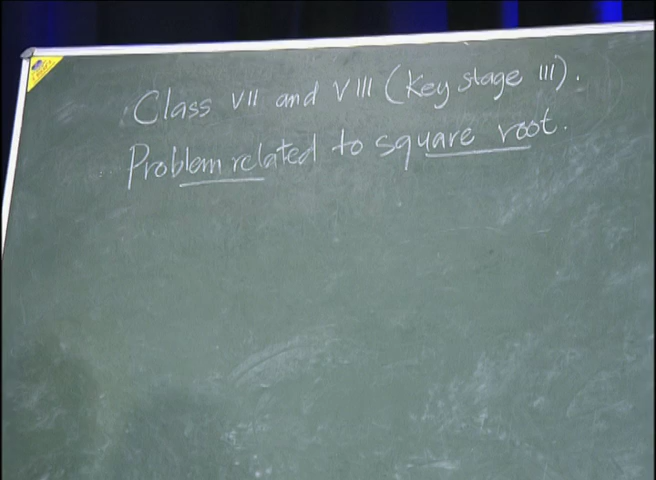 Class VII and VIII (Key stage III).
Problem related to square root.